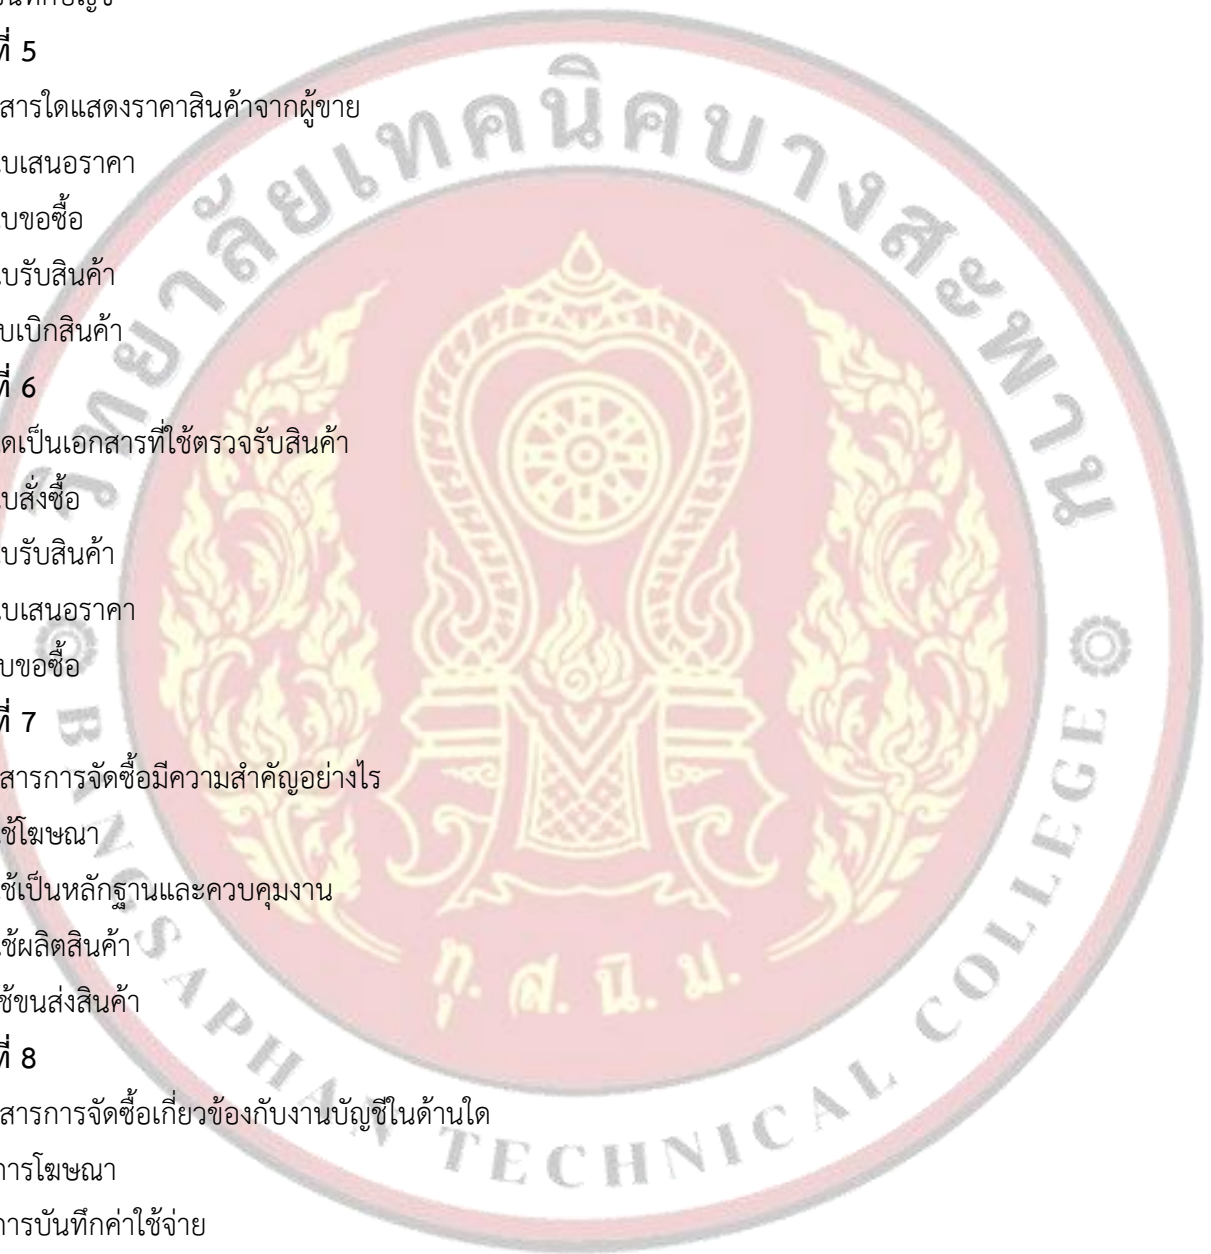 ที่ 5
สารใดแสดงราคาสินค้าจากผู้ขาย
บเสนอราคา
บขอซื้อ
บรับสินค้า
บเบิกสินค้า
ที่ 6
ดเป็นเอกสารที่ใช้ตรวจรับสินค้า
บสั่งซื้อ
บรับสินค้า
บเสนอราคา
บขอซื้อ
ที่ 7
สารการจัดซื้อมีความสำคัญอย่างไร
ช้โฆษณา
ช้เป็นหลักฐานและควบคุมงาน
ช้ผลิตสินค้า
ช้ขนส่งสินค้า
ที่ 8
สารการจัดซื้อเกี่ยวข้องกับงานบัญชีในด้านใด
การโฆษณา
การบันทึกค่าใช้จ่าย
วิทยาลัยเทคนิคบางสะพาน
ทุ. ส. นิ. ม.
BANGSAPHAN TECHNICAL COLLEGE